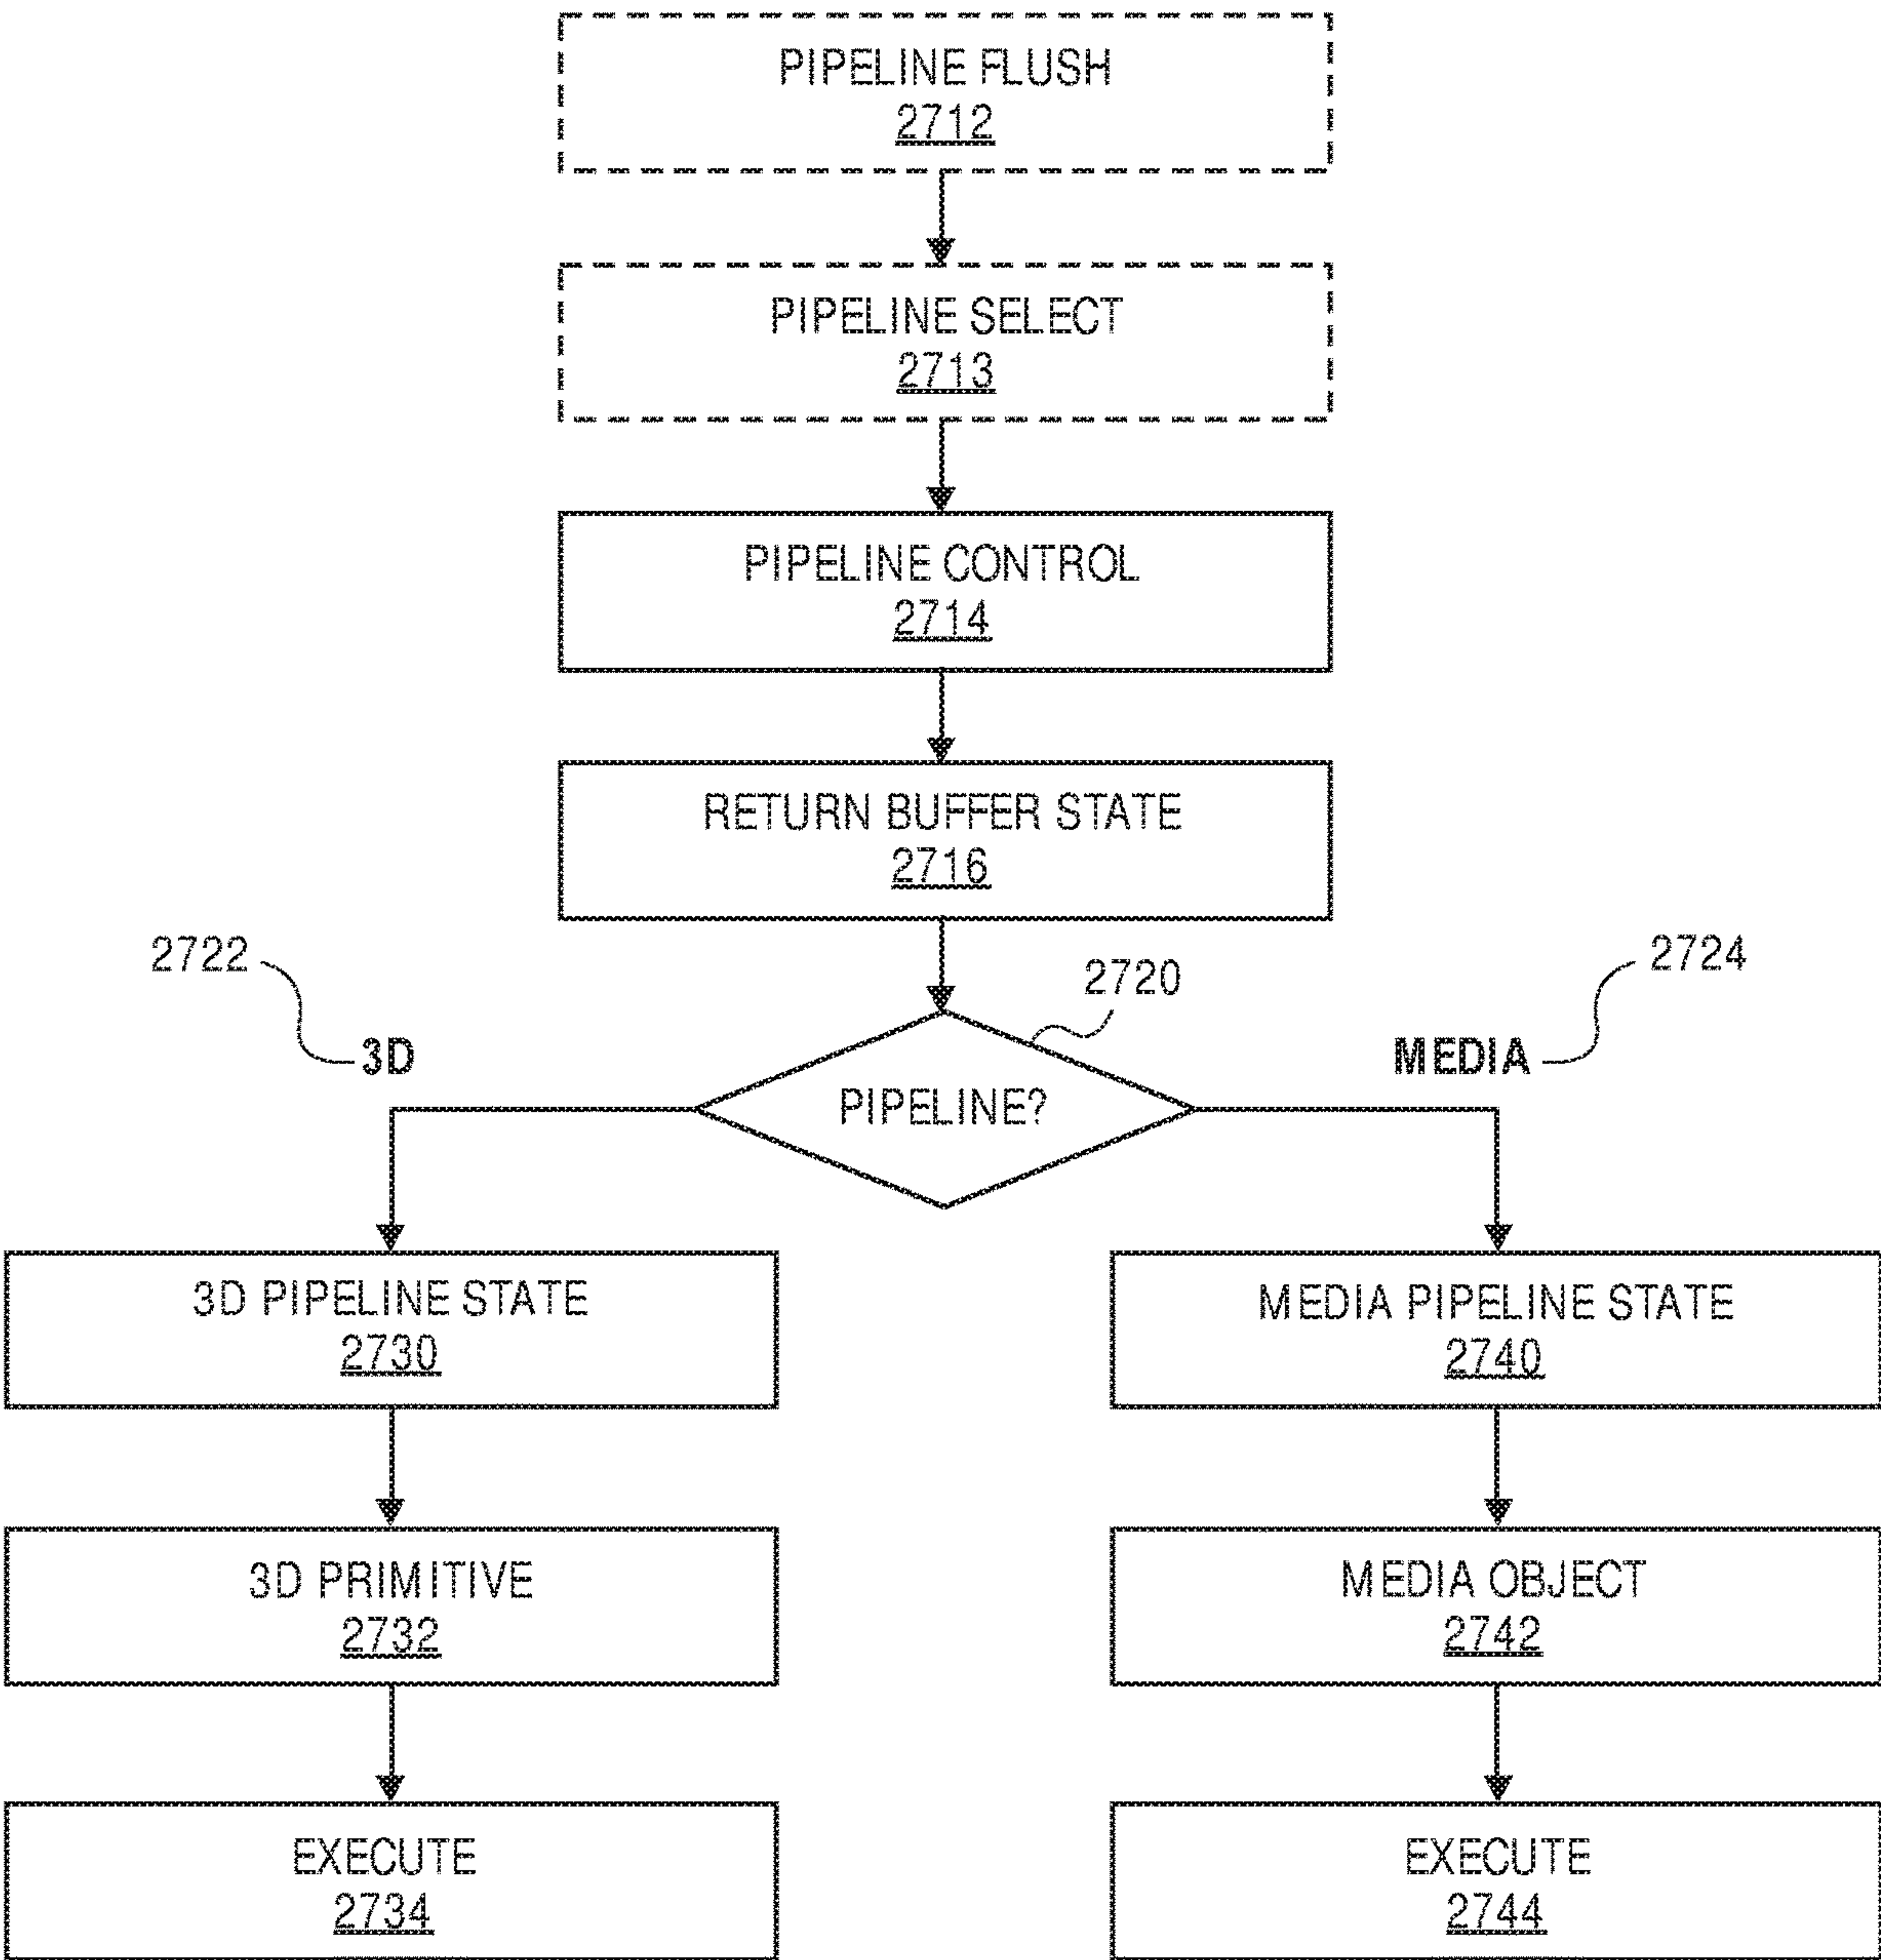 PIPELINE FLUSH
2712
PIPELINE SELECT
2713
PIPELINE CONTROL
2714
RETURN BUFFER STATE
2716
2722
2720
2724
3D
MEDIA
PIPELINE?
3D PIPELINE STATE
2730
MEDIA PIPELINE STATE
2740
3D PRIMITIVE
2732
MEDIA OBJECT
2742
EXECUTE
2734
EXECUTE
2744